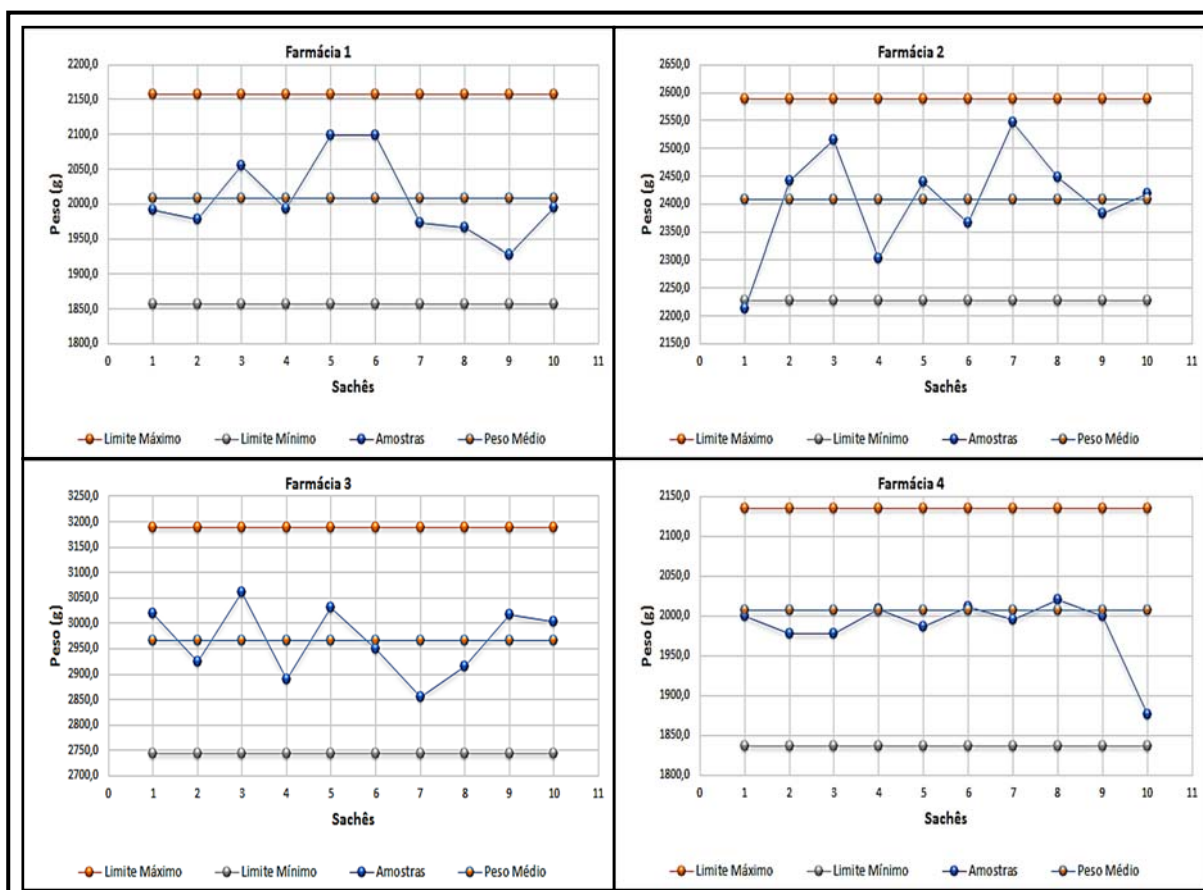 Farmácia 1
2200,0
2150,0
2100,0
2050,0
2000,0
1950,0
1900,0
1850,0
1800,0
Peso (g)
0 1 2 3 4 5 6 7 8 9 10 11
Sachês
Limite Máximo Limite Mínimo Amostras Peso Médio
Farmácia 2
2650,0
2600,0
2550,0
2500,0
2450,0
2400,0
2350,0
2300,0
2250,0
2200,0
2150,0
Peso (g)
0 1 2 3 4 5 6 7 8 9 10 11
Sachês
Limite Máximo Limite Mínimo Amostras Peso Médio
Farmácia 3
3250,0
3200,0
3150,0
3100,0
3050,0
3000,0
2950,0
2900,0
2850,0
2800,0
2750,0
2700,0
Peso (g)
0 1 2 3 4 5 6 7 8 9 10 11
Sachês
Limite Máximo Limite Mínimo Amostras Peso Médio
Farmácia 4
2150,0
2100,0
2050,0
2000,0
1950,0
1900,0
1850,0
1800,0
Peso (g)
0 1 2 3 4 5 6 7 8 9 10 11
Sachês
Limite Máximo Limite Mínimo Amostras Peso Médio